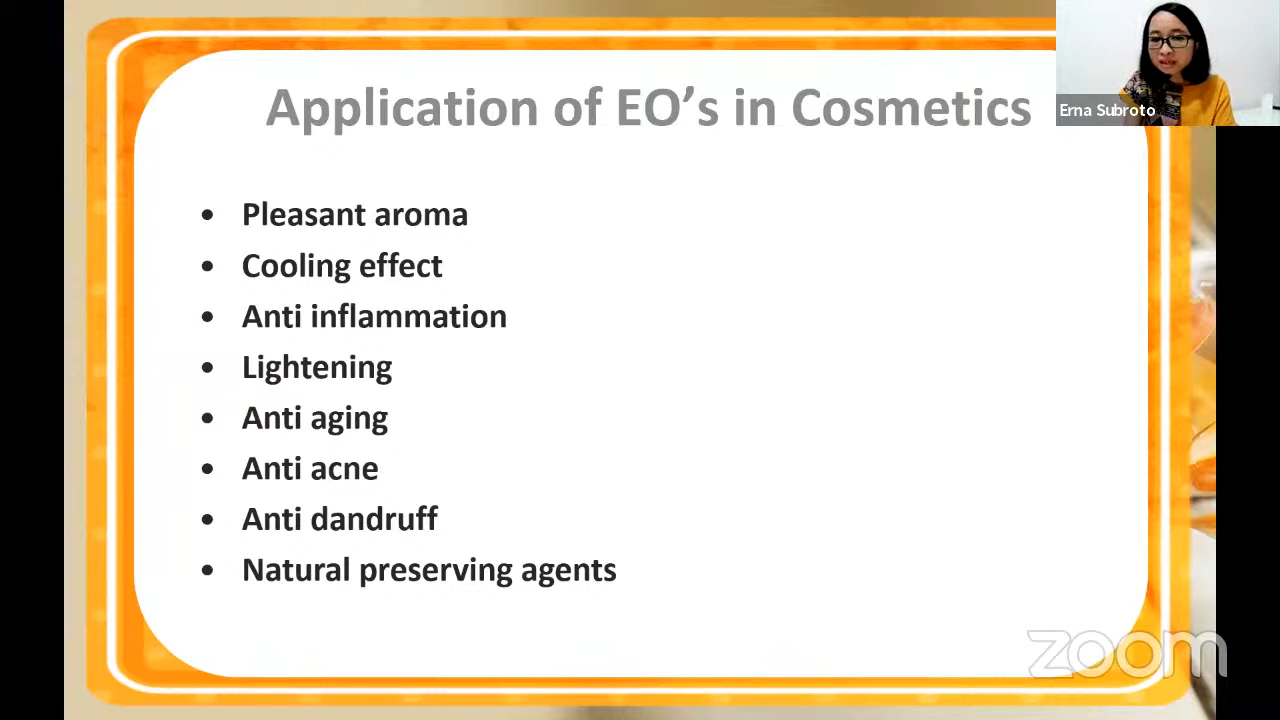 Application of EO’s in Cosmetics
Erna Subroto
• Pleasant aroma
• Cooling effect
• Anti inflammation
• Lightening
• Anti aging
• Anti acne
• Anti dandruff
• Natural preserving agents
zoom